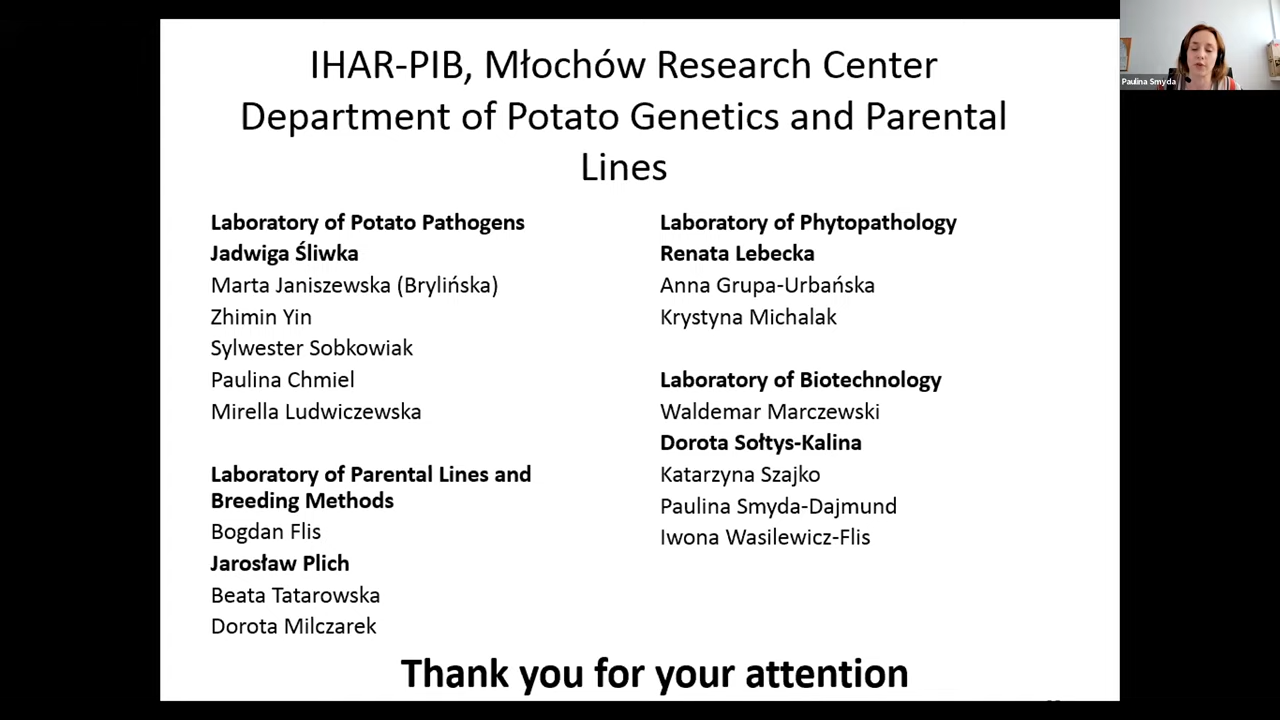 IHAR-PIB, Młochów Research Center
Department of Potato Genetics and Parental
Lines
Laboratory of Potato Pathogens
Jadwiga Śliwka
Marta Janiszewska (Brylińska)
Zhimin Yin
Sylwester Sobkowiak
Paulina Chmiel
Mirella Ludwiczewska
Laboratory of Parental Lines and
Breeding Methods
Bogdan Flis
Jarosław Plich
Beata Tatarowska
Dorota Milczarek
Laboratory of Phytopathology
Renata Lebecka
Anna Grupa-Urbańska
Krystyna Michalak
Laboratory of Biotechnology
Waldemar Marczewski
Dorota Sołtys-Kalina
Katarzyna Szajko
Paulina Smyda-Dajmund
Iwona Wasilewicz-Flis
Thank you for your attention
Paulina Smyda